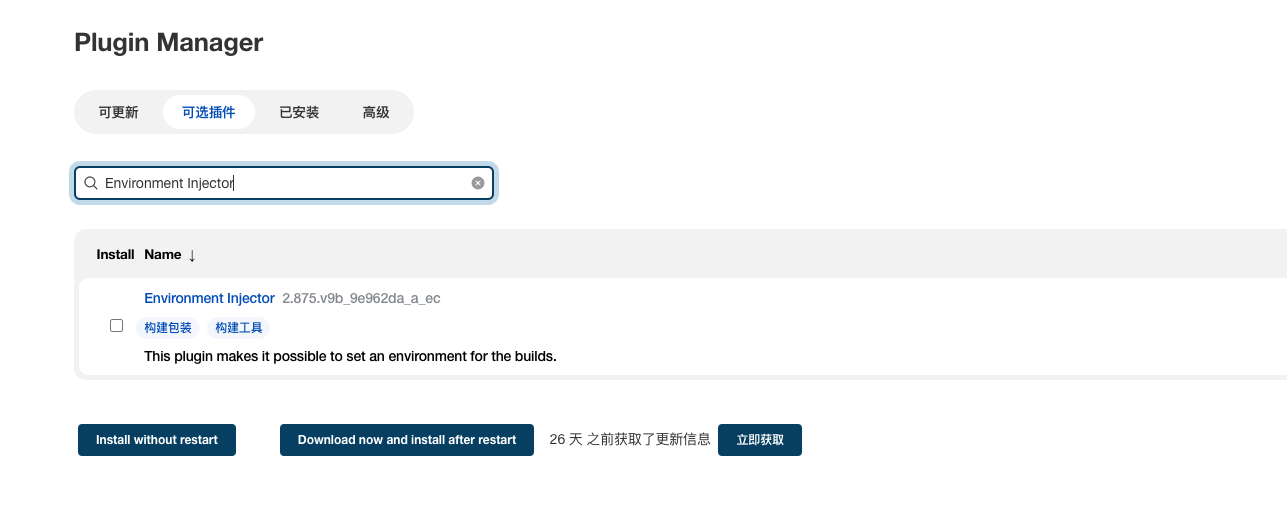 Plugin Manager
可更新 可选插件 已安装 高级
Environment Injector
Install Name ↓
Environment Injector 2.875.v9b_9e962da_a_ec
构建包装 构建工具
This plugin makes it possible to set an environment for the builds.
Install without restart Download now and install after restart 26 天 之前获取了更新信息 立即获取